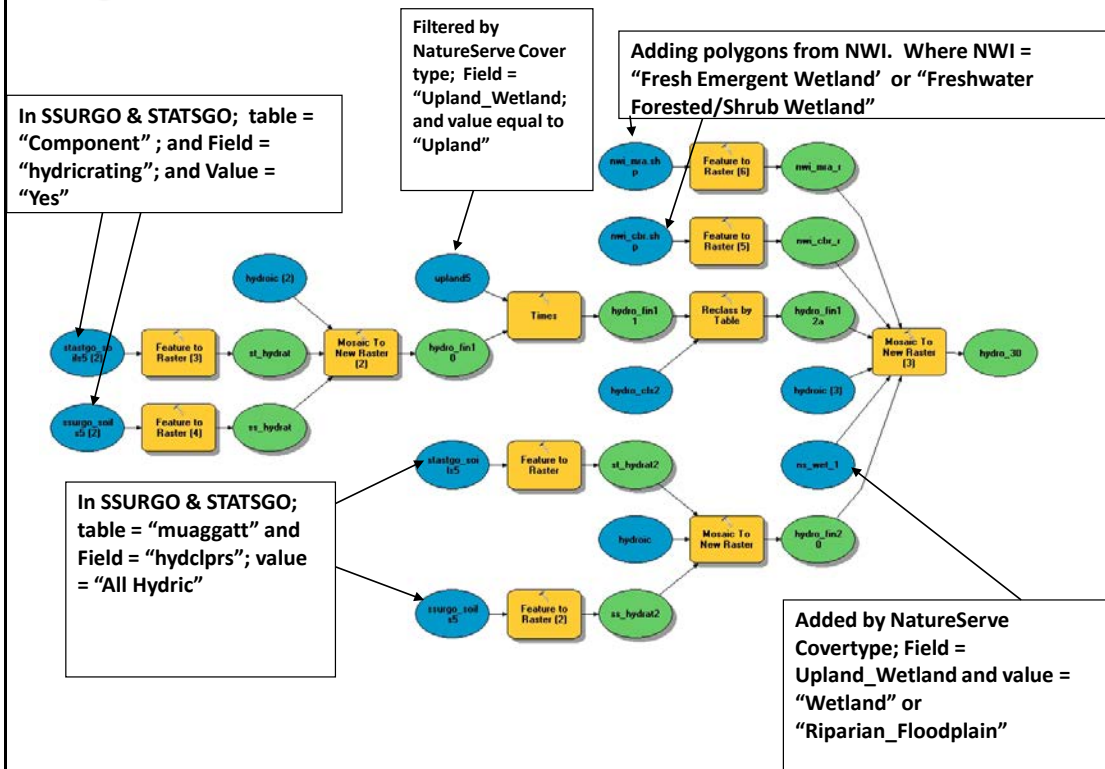 Filtered by
NatureServe Cover
type;  Field =
“Upland_Wetland;
and value equal to
“Upland”
Adding polygons from NWI.  Where NWI =
“Fresh Emergent Wetland’  or “Freshwater
Forested/Shrub Wetland”
In SSURGO & STATSGO;  table =
“Component” ; and Field =
“hydricrating”; and Value =
“Yes”
nwi_mra.sh
p
Feature to
Raster (6)
nwi_mra_r
nwi_cbr.sh
p
Feature to
Raster (5)
nwi_cbr_r
hydroic (2)
upland5
Times
hydro_fin1
1
Reclass by
Table
hydro_fin1
2a
stastgo_so
ils5 (2)
Feature to
Raster (3)
st_hydrat
Mosaic To
New Raster
(2)
hydro_fin1
0
Mosaic To
New Raster
(3)
hydro_30
hydro_cls2
hydroic (3)
ssurgo_soil
s5 (2)
Feature to
Raster (4)
ss_hydrat
stastgo_so
ils5
Feature to
Raster
st_hydrat2
ns_wet_1
In SSURGO & STATSGO;
table = “muaggatt” and
Field = “hydclprs”; value
= “All Hydric”
hydroic
Mosaic To
New Raster
hydro_fin2
0
ssurgo_soil
s5
Feature to
Raster (2)
ss_hydrat2
Added by NatureServe
Covertype; Field =
Upland_Wetland and value =
“Wetland” or
“Riparian_Floodplain”